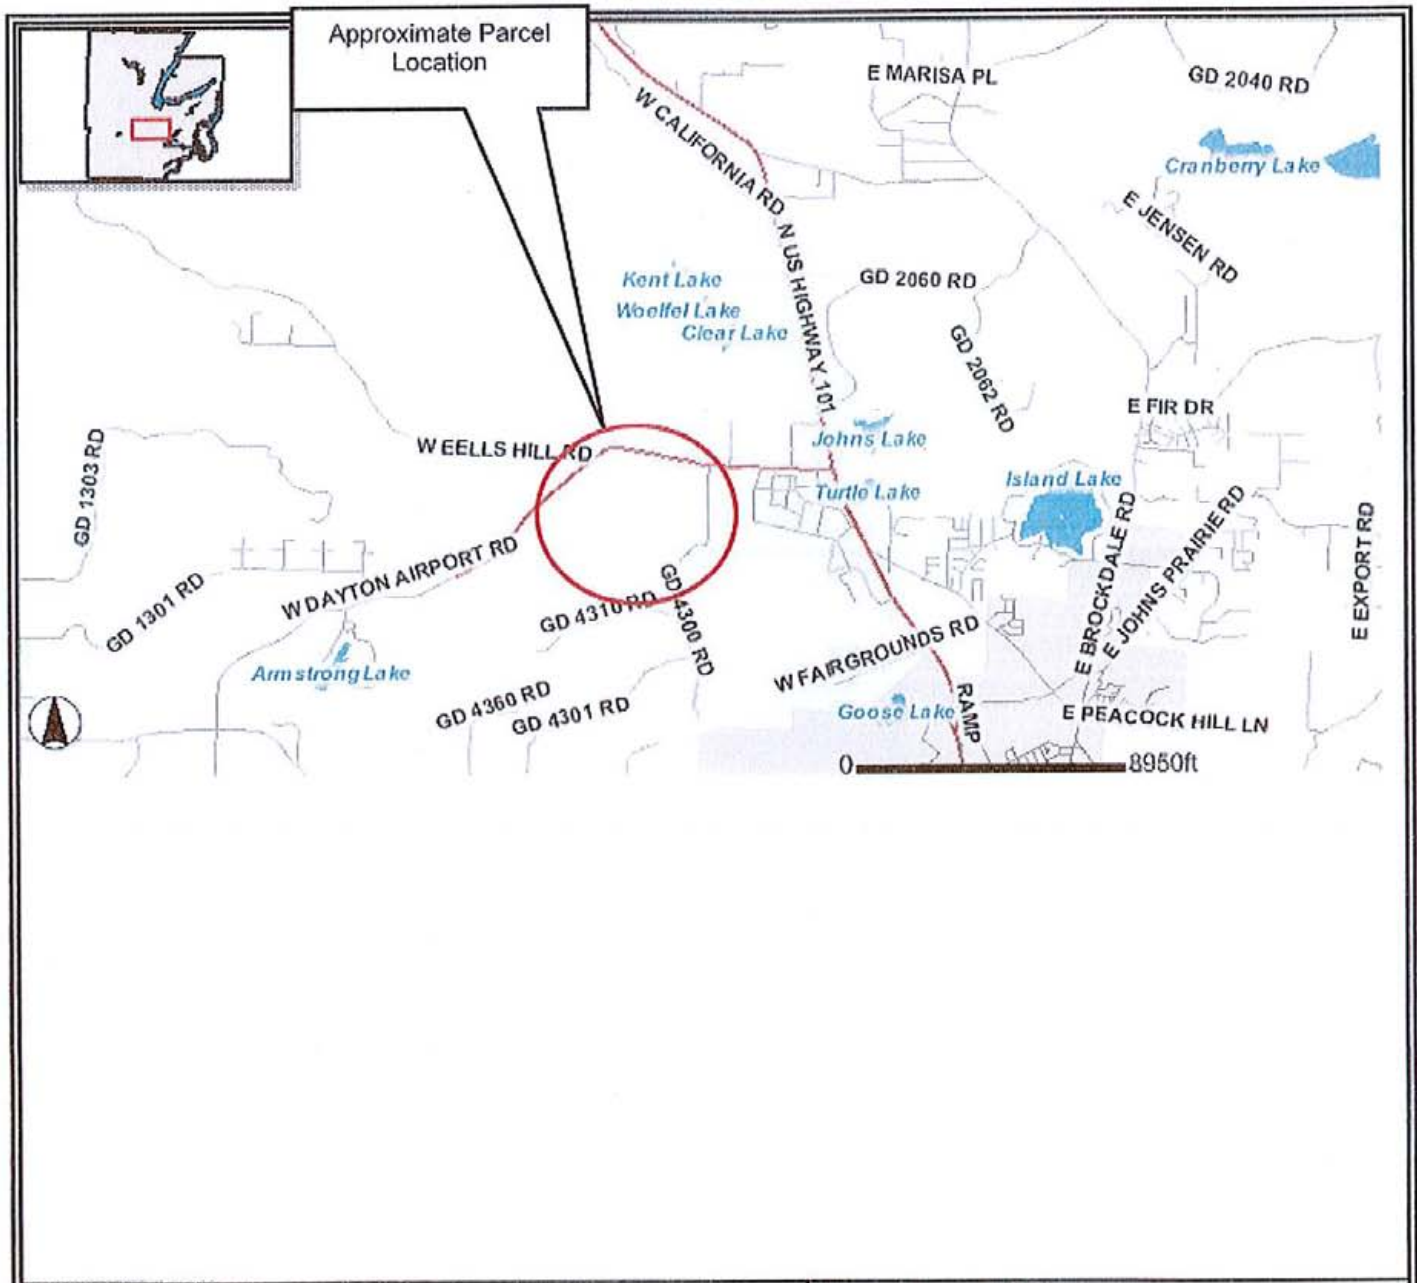 Approximate Parcel
Location
E MARISA PL
GD 2040 RD
W CALIFORNIA RD
Cranberry Lake
E JENSEN RD
N US HIGHWAY 101
Kent Lake
GD 2060 RD
Woelfel Lake
Clear Lake
GD 2062 RD
E FIR DR
W EELLS HILL RD
Johns Lake
GD 1303 RD
Turtle Lake
Island Lake
E BROCKDALE RD
E JOHNS PRAIRIE RD
E EXPORT RD
W DAYTON AIRPORT RD
GD 1301 RD
GD 4310 RD
GD 4300 RD
W FAIRGROUNDS RD
Armstrong Lake
GD 4360 RD
GD 4301 RD
Goose Lake
RAMP
E PEACOCK HILL LN
0 8950ft